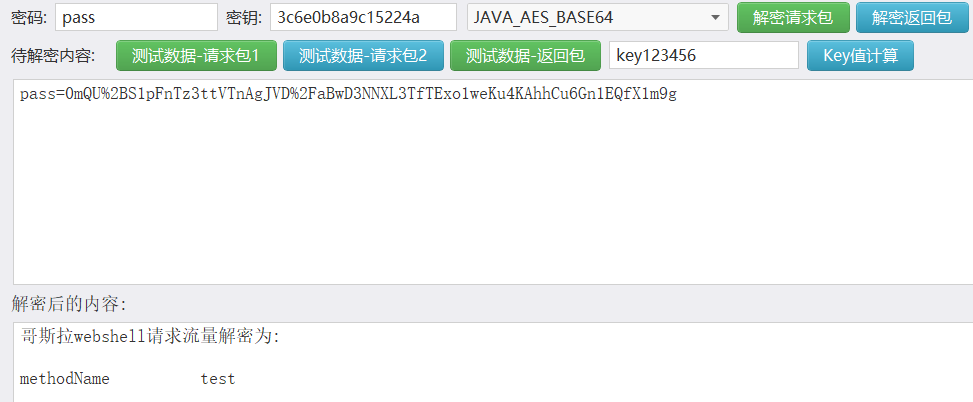 密码: pass 密钥: 3c6e0b8a9c15224a JAVA_AES_BASE64 解密请求包 解密返回包
待解密内容: 测试数据-请求包1 测试数据-请求包2 测试数据-返回包 key123456 Key值计算
pass=0mQU%2BS1pFnTz3ttVTnAgJVD%2FaBwD3NNXL3TfTExo1weKu4KAhhCu6Gn1EQfX1m9g
解密后的内容:
哥斯拉webshell请求流量解密为:
methodName test